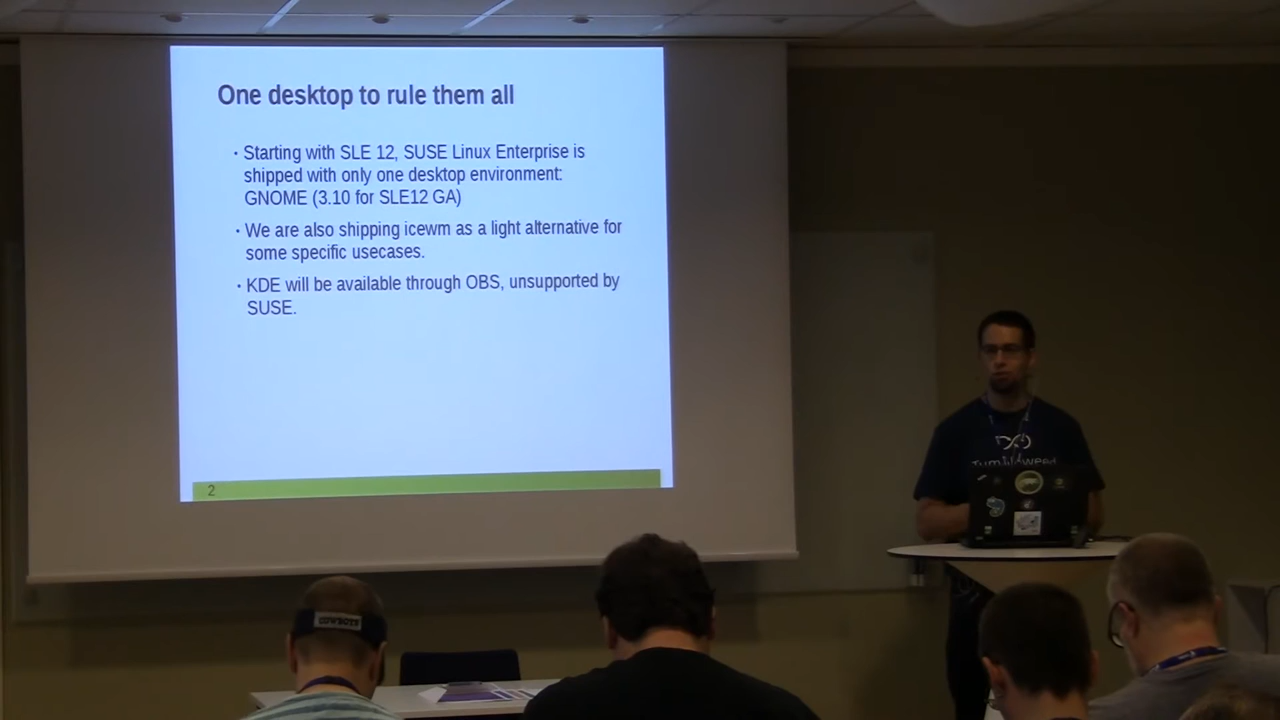 One desktop to rule them all
· Starting with SLE 12, SUSE Linux Enterprise is
shipped with only one desktop environment:
GNOME (3.10 for SLE12 GA)
· We are also shipping icewm as a light alternative for
some specific usecases.
· KDE will be available through OBS, unsupported by
SUSE.
2
Tumbleweed
COWBOYS